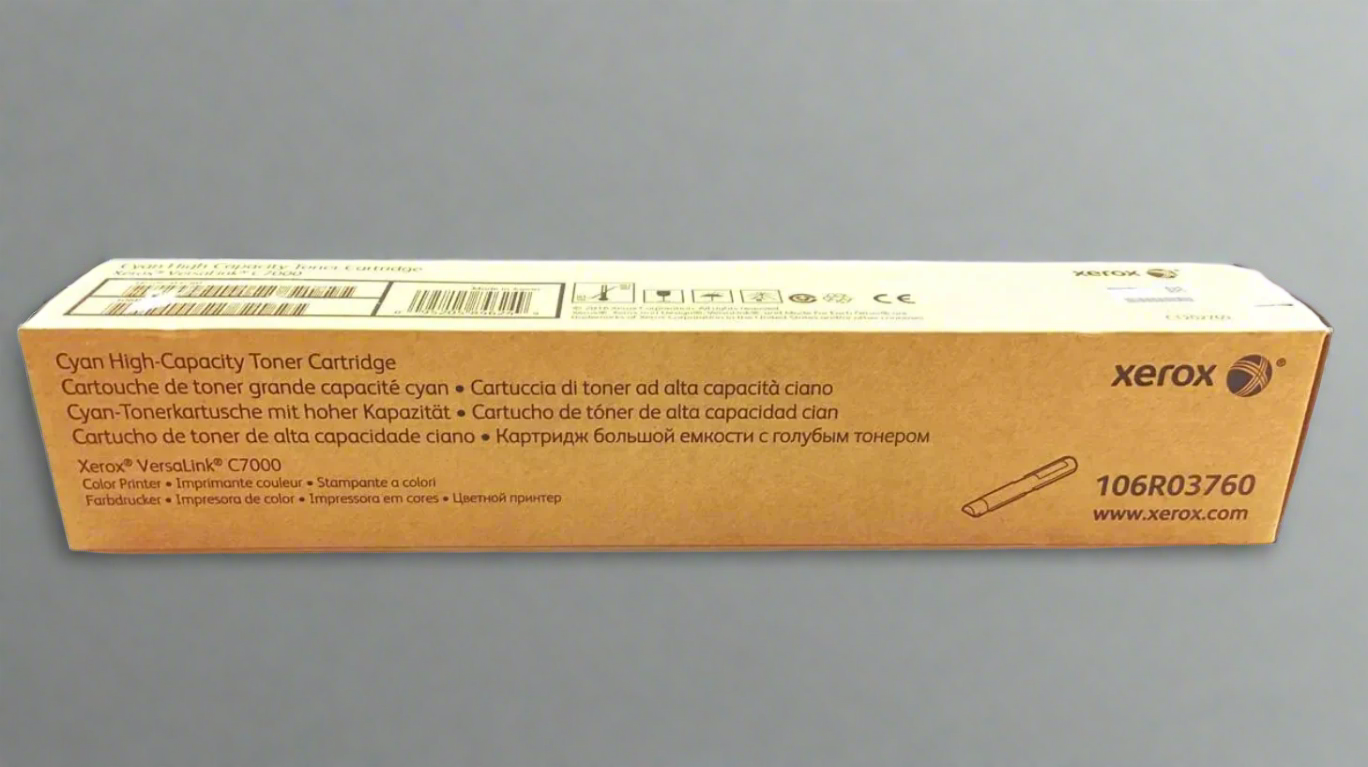 Cyan High Capacity Toner Cartridge
Xerox® VersaLink® C7000
xerox
Made in
CE
Cyan High-Capacity Toner Cartridge
Cartouche de toner grande capacité cyan • Cartuccia di toner ad alta capacità ciano
Cyan-Tonerkartusche mit hoher Kapazität • Cartucho de tóner de alta capacidad cian
Cartucho de toner de alta capacidade ciano • Картридж большой емкости с голубым тонером
Xerox® VersaLink® C7000
Color Printer • Imprimante couleur • Stampante a colori
Farbdrucker • Impresora de color • Impressora em cores • Цветной принтер
xerox®
106R03760
www.xerox.com